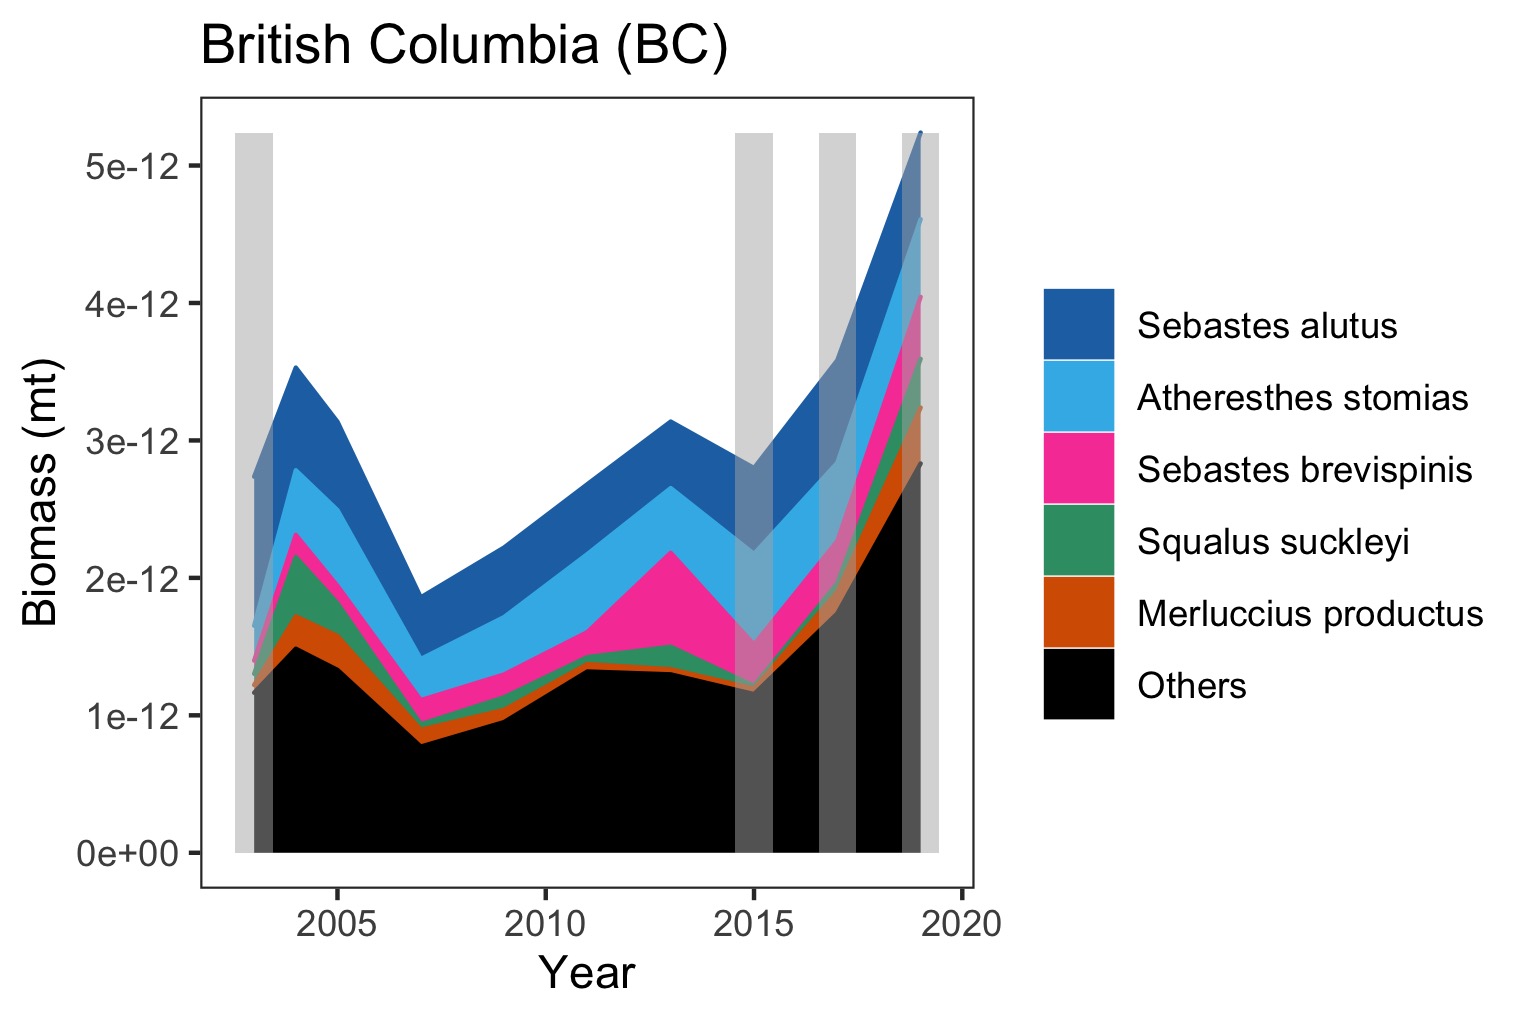 British Columbia (BC)
Biomass (mt)
5e-12
4e-12
3e-12
2e-12
1e-12
0e+00
2005 2010 2015 2020
Year
Sebastes alutus
Atheresthes stomias
Sebastes brevispinis
Squalus suckleyi
Merluccius productus
Others